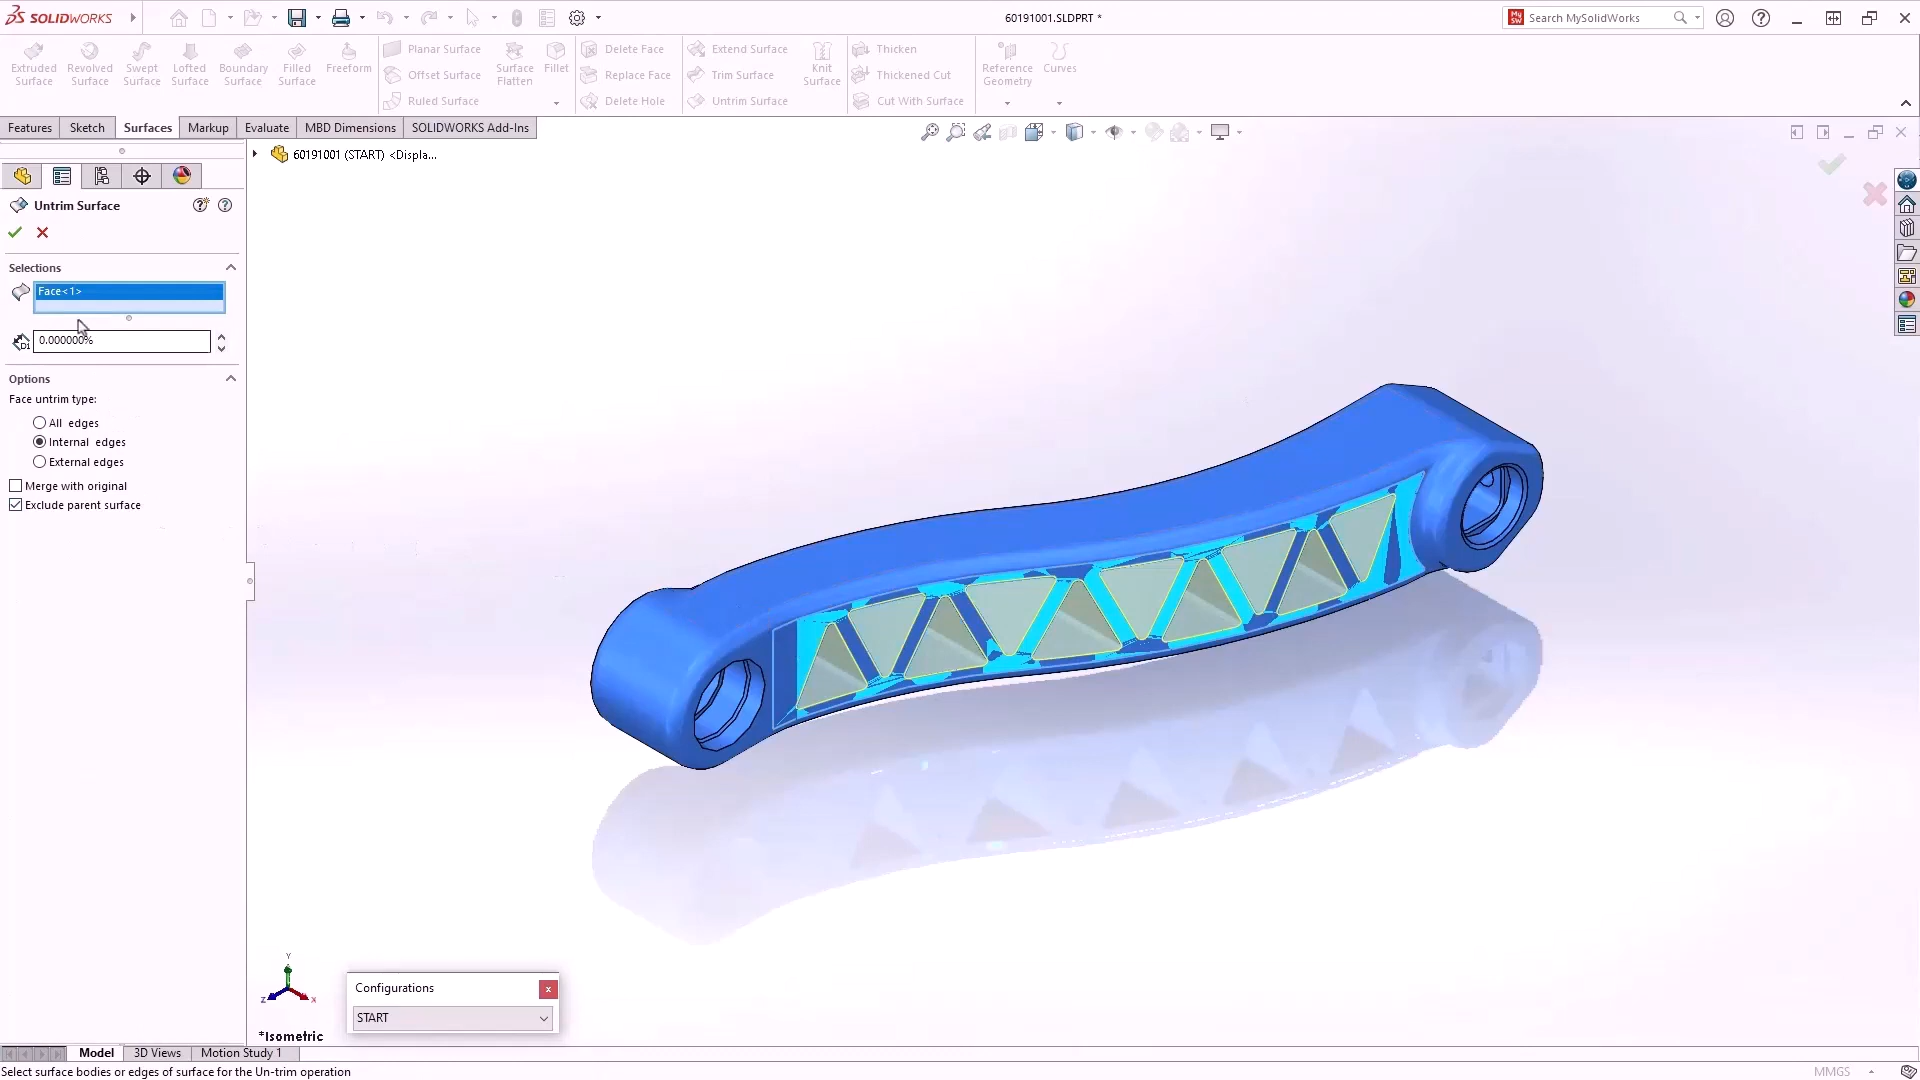 SOLIDWORKS
60191001.SLDPRT *
Search MySolidWorks
Extruded Surface
Revolved Surface
Swept Surface
Lofted Surface
Boundary Surface
Filled Surface
Freeform
Planar Surface
Offset Surface
Ruled Surface
Surface Flatten
Fillet
Delete Face
Replace Face
Delete Hole
Extend Surface
Trim Surface
Untrim Surface
Knit Surface
Thicken
Thickened Cut
Cut With Surface
Reference Geometry
Curves
Features
Sketch
Surfaces
Markup
Evaluate
MBD Dimensions
SOLIDWORKS Add-Ins
60191001 (START) <Displa...
Untrim Surface
Selections
Face<1>
0.000000%
Options
Face untrim type:
All edges
Internal edges
External edges
Merge with original
Exclude parent surface
Y
Z
X
*Isometric
Configurations
START
Model
3D Views
Motion Study 1
Select surface bodies or edges of surface for the Un-trim operation
MMGS